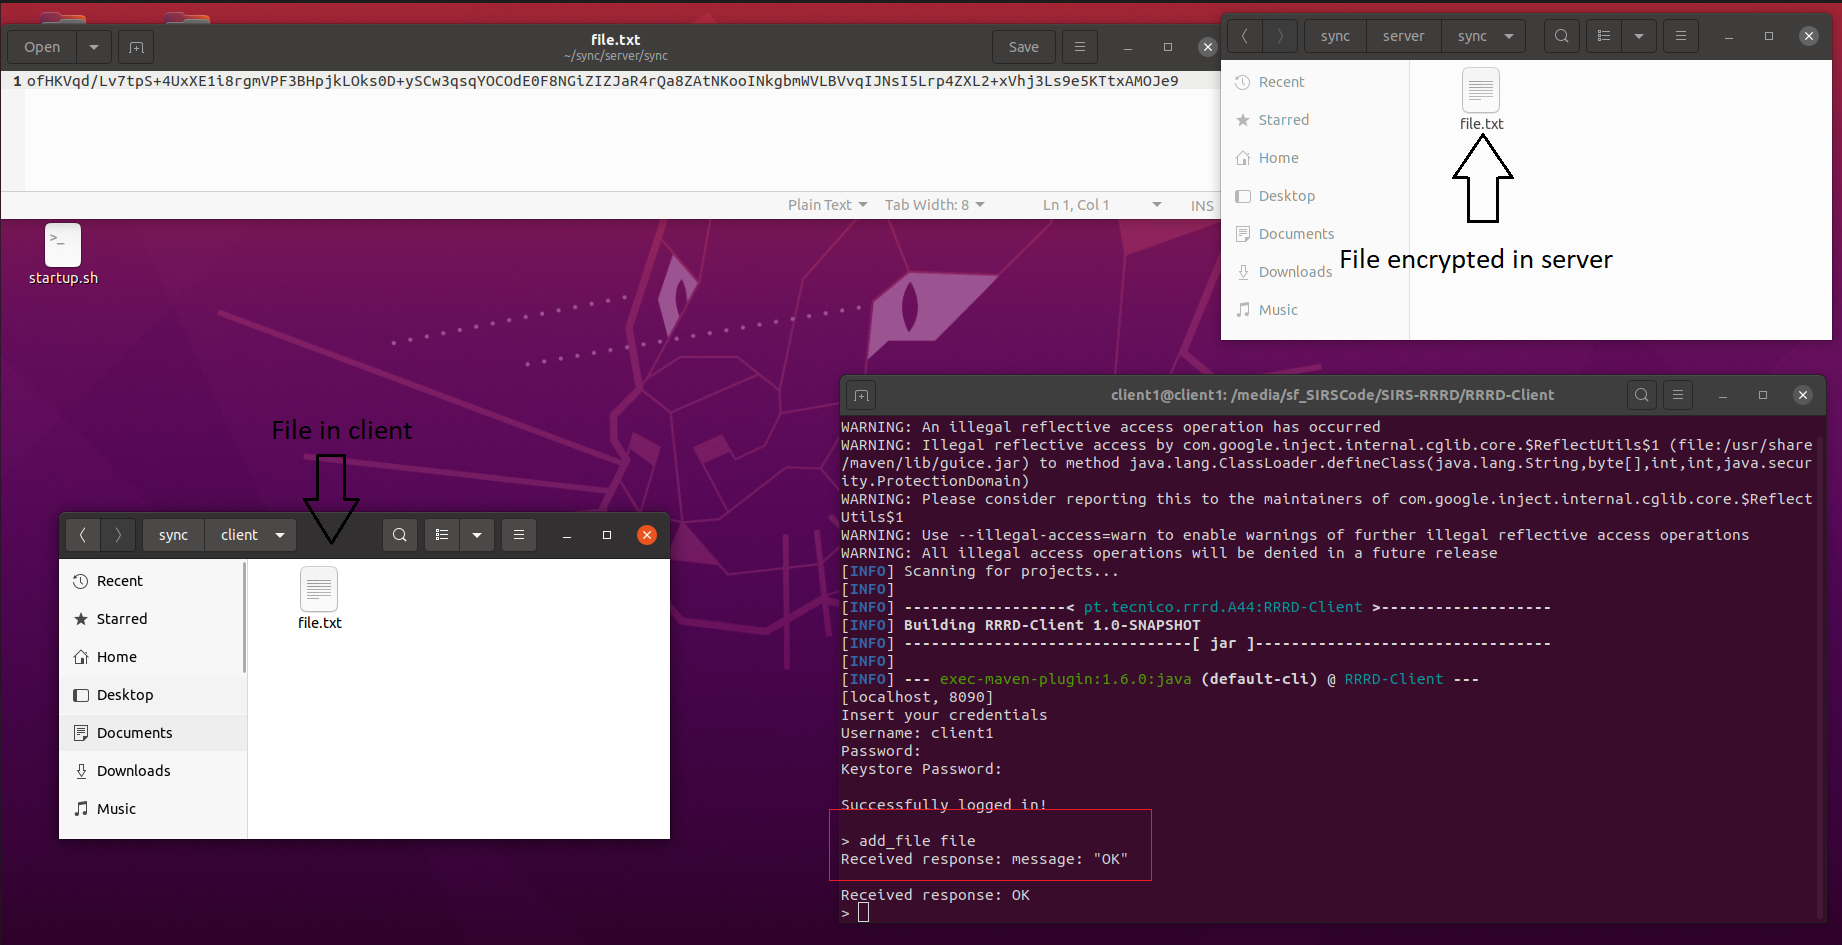 Open
file.txt
~/sync/server/sync
Save
1 ofHKVqd/Lv7tpS+4UxXE1i8rgmVPF3BHpjkLOks0D+ySCw3qsqYOCOdE0F8NGiZIZJaR4rQa8ZAtNKooINkgbmWVLBVvqIJNsI5Lrp4ZXL2+xVhj3Ls9e5KTtxAMOJe9
Plain Text Tab Width: 8 Ln 1, Col 1 INS
sync server sync
Recent
Starred
Home
Desktop
Documents
Downloads
Music
file.txt
File encrypted in server
startup.sh
File in client
sync client
Recent
Starred
Home
Desktop
Documents
Downloads
Music
file.txt
client1@client1: /media/sf_SIRSCode/SIRS-RRRD/RRRD-Client
WARNING: An illegal reflective access operation has occurred
WARNING: Illegal reflective access by com.google.inject.internal.cglib.core.$ReflectUtils$1 (file:/usr/share
/maven/lib/guice.jar) to method java.lang.ClassLoader.defineClass(java.lang.String,byte[],int,int,java.secur
ity.ProtectionDomain)
WARNING: Please consider reporting this to the maintainers of com.google.inject.internal.cglib.core.$Reflect
Utils$1
WARNING: Use --illegal-access=warn to enable warnings of further illegal reflective access operations
WARNING: All illegal access operations will be denied in a future release
[INFO] Scanning for projects...
[INFO]
[INFO] ------------------< pt.tecnico.rrrd.A44:RRRD-Client >-------------------
[INFO] Building RRRD-Client 1.0-SNAPSHOT
[INFO] --------------------------------[ jar ]---------------------------------
[INFO]
[INFO] --- exec-maven-plugin:1.6.0:java (default-cli) @ RRRD-Client ---
[localhost, 8090]
Insert your credentials
Username: client1
Password:
Keystore Password:
Successfully logged in!
> add_file file
Received response: message: "OK"
Received response: OK
>